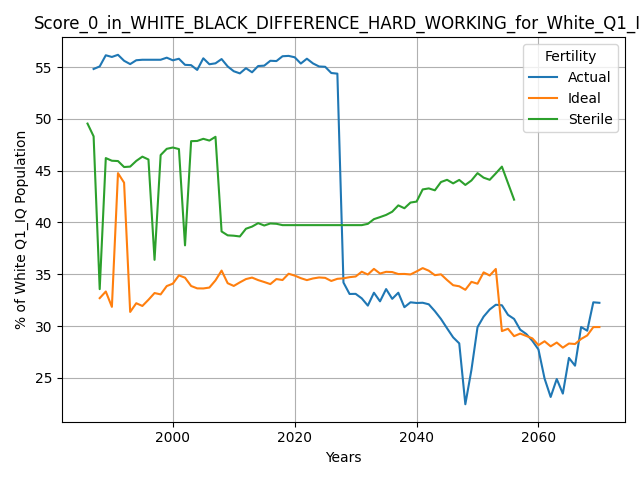 Score_0_in_WHITE_BLACK_DIFFERENCE_HARD_WORKING_for_White_Q1_I
Fertility
Actual
Ideal
Sterile
% of White Q1_IQ Population
55
50
45
40
35
30
25
2000
2020
2040
2060
Years